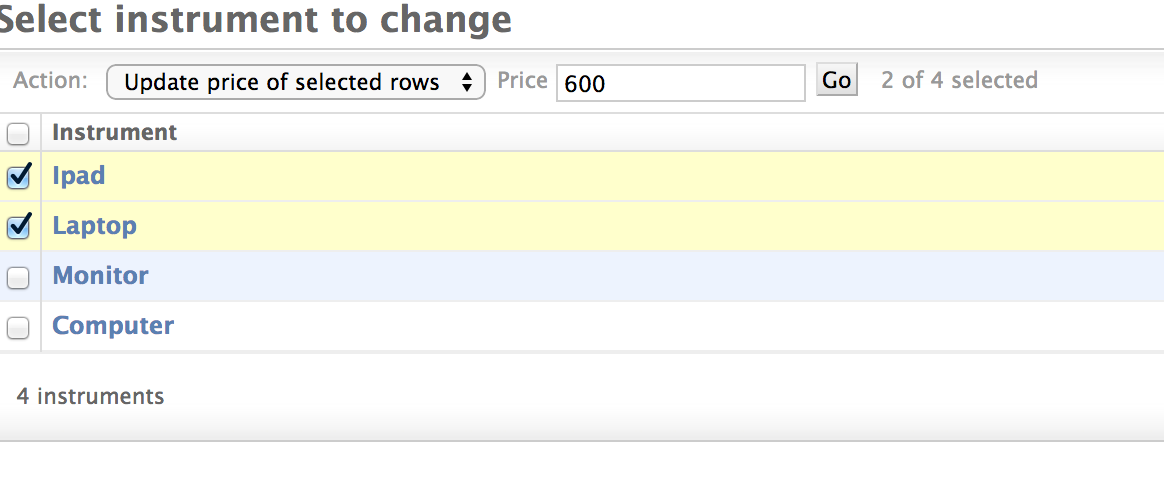 Select instrument to change
Action: Update price of selected rows Price 600 Go 2 of 4 selected
Instrument
Ipad
Laptop
Monitor
Computer
4 instruments